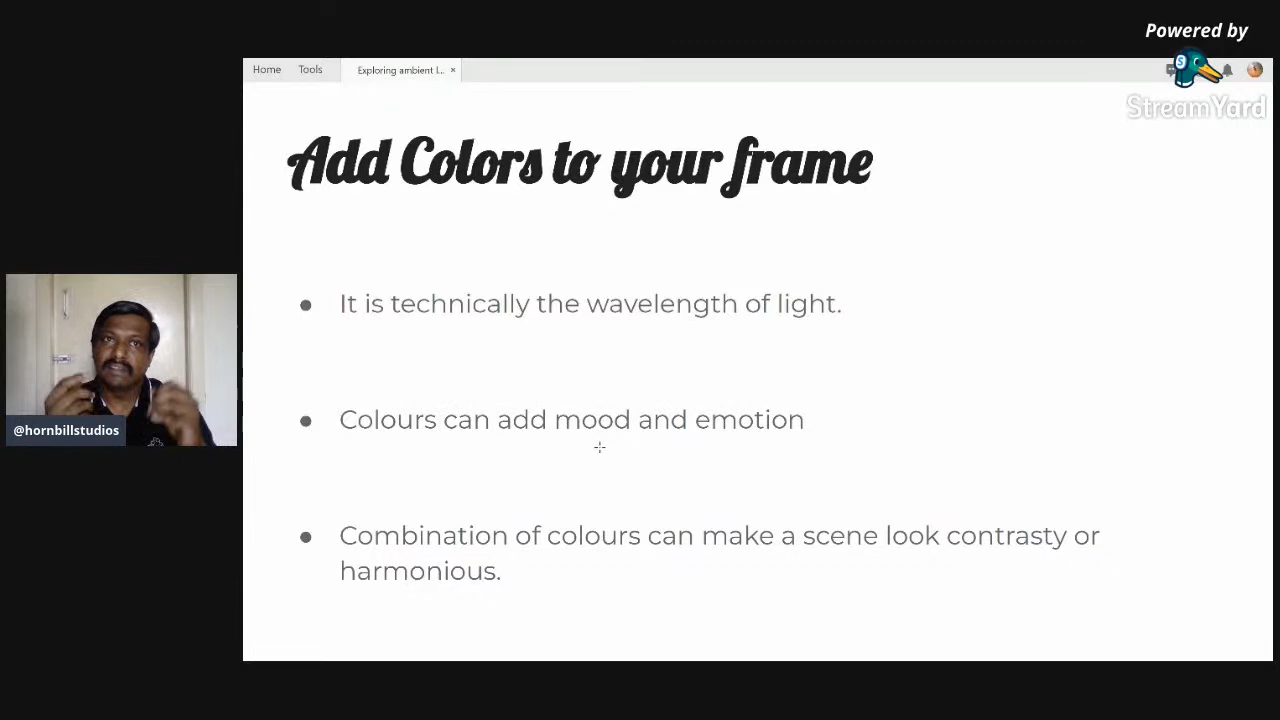 Powered by
StreamYard
Home Tools Exploring ambient l... ×
Add Colors to your frame
● It is technically the wavelength of light.
● Colours can add mood and emotion
● Combination of colours can make a scene look contrasty or
harmonious.
@hornbillstudios